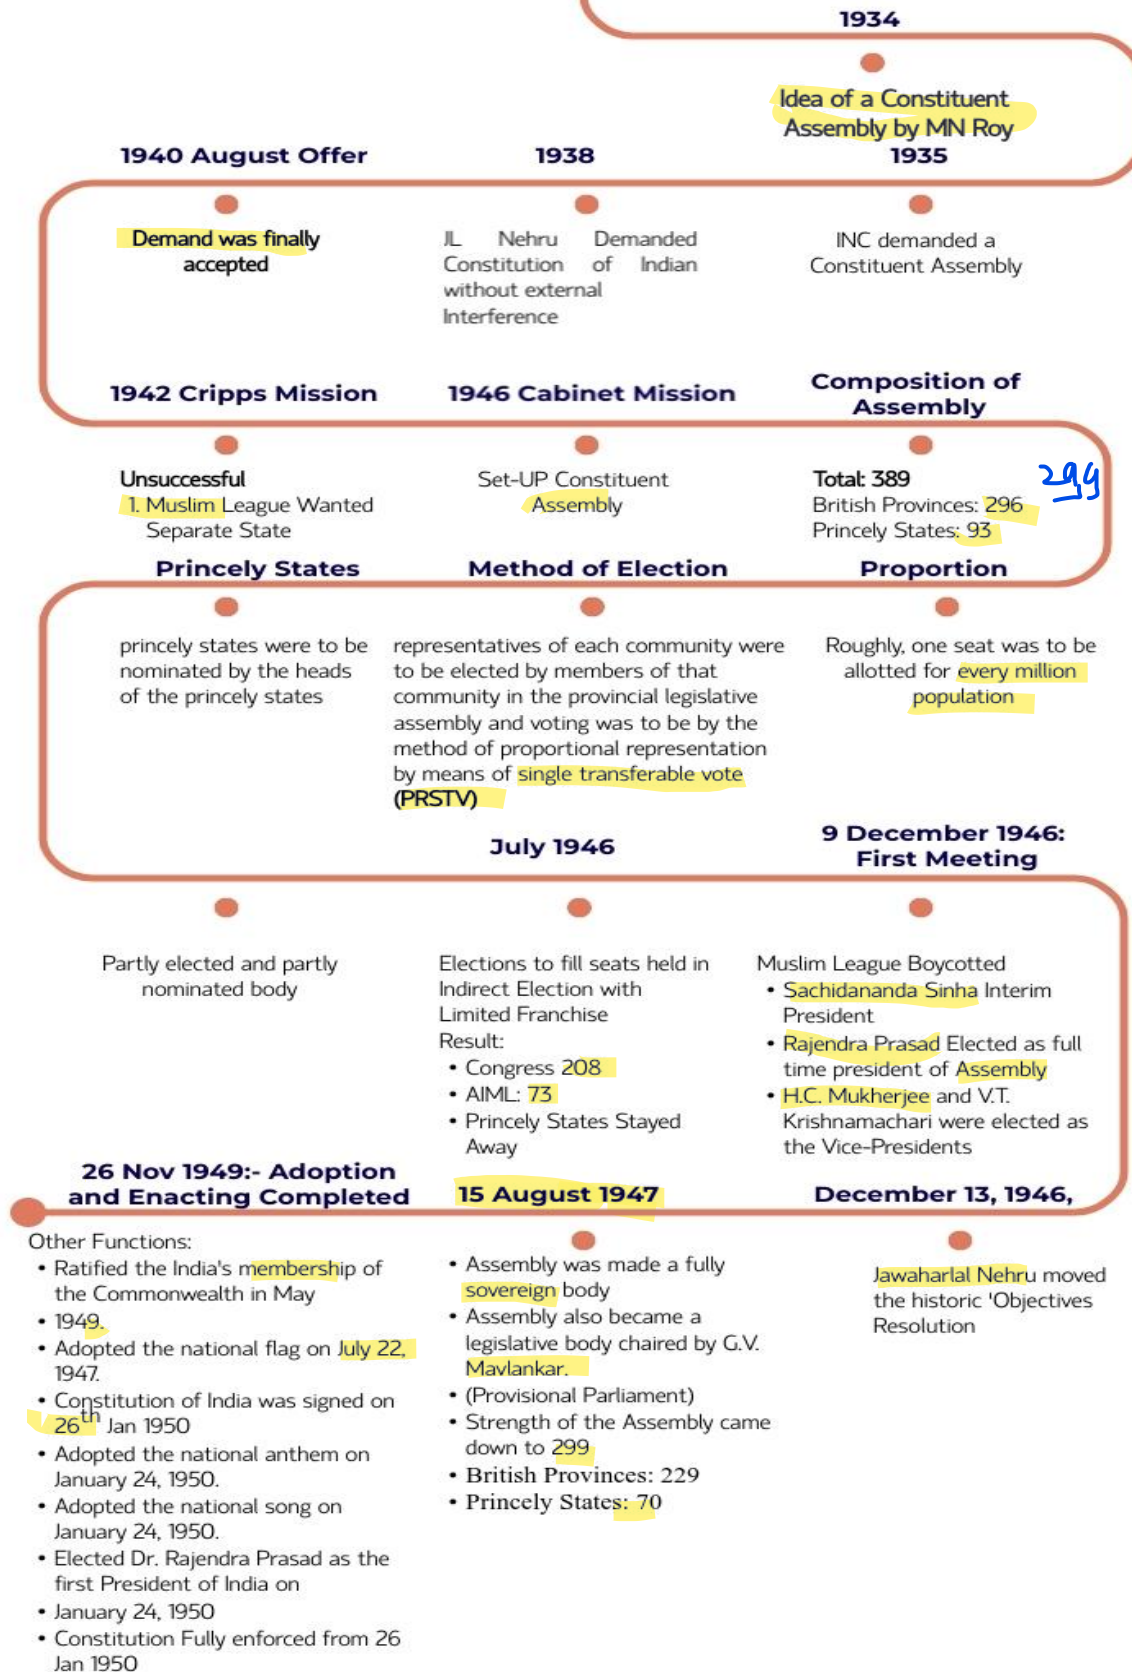 1934
Idea of a Constituent
Assembly by MN Roy
1935
INC demanded a
Constituent Assembly
1938
JL Nehru Demanded
Constitution of Indian
without external
Interference
1940 August Offer
Demand was finally
accepted
1942 Cripps Mission
Unsuccessful
1. Muslim League Wanted
Separate State
1946 Cabinet Mission
Set-UP Constituent
Assembly
Composition of
Assembly
Total: 389
British Provinces: 296
Princely States: 93
299
Proportion
Roughly, one seat was to be
allotted for every million
population
Method of Election
representatives of each community were
to be elected by members of that
community in the provincial legislative
assembly and voting was to be by the
method of proportional representation
by means of single transferable vote
(PRSTV)
Princely States
princely states were to be
nominated by the heads
of the princely states
Partly elected and partly
nominated body
July 1946
Elections to fill seats held in
Indirect Election with
Limited Franchise
Result:
• Congress 208
• AIML: 73
• Princely States Stayed
Away
9 December 1946:
First Meeting
Muslim League Boycotted
• Sachidananda Sinha Interim
President
• Rajendra Prasad Elected as full
time president of Assembly
• H.C. Mukherjee and V.T.
Krishnamachari were elected as
the Vice-Presidents
December 13, 1946,
Jawaharlal Nehru moved
the historic 'Objectives
Resolution
15 August 1947
• Assembly was made a fully
sovereign body
• Assembly also became a
legislative body chaired by G.V.
Mavlankar.
• (Provisional Parliament)
• Strength of the Assembly came
down to 299
• British Provinces: 229
• Princely States: 70
26 Nov 1949:- Adoption
and Enacting Completed
Other Functions:
• Ratified the India's membership of
the Commonwealth in May
• 1949.
• Adopted the national flag on July 22,
1947.
• Constitution of India was signed on
26th Jan 1950
• Adopted the national anthem on
January 24, 1950.
• Adopted the national song on
January 24, 1950.
• Elected Dr. Rajendra Prasad as the
first President of India on
• January 24, 1950
• Constitution Fully enforced from 26
Jan 1950